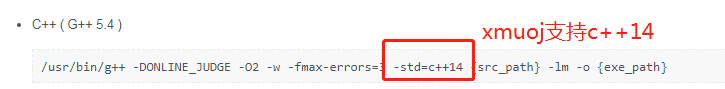 xmuoj支持c++14
• C++ ( G++ 5.4 )
/usr/bin/g++ -DONLINE_JUDGE -O2 -w -fmax-errors=3 -std=c++14 {src_path} -lm -o {exe_path}